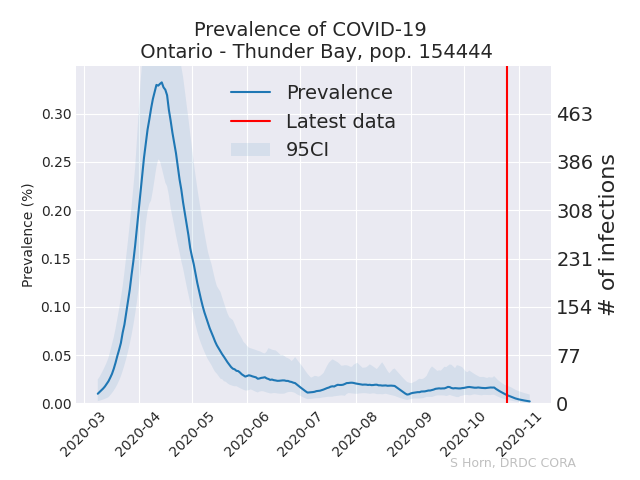 Prevalence of COVID-19
Ontario - Thunder Bay, pop. 154444
Prevalence
Latest data
95CI
Prevalence (%)
0.30
0.25
0.20
0.15
0.10
0.05
0.00
463
386
308
231
154
77
0
# of infections
2020-03
2020-04
2020-05
2020-06
2020-07
2020-08
2020-09
2020-10
2020-11
S Horn, DRDC CORA